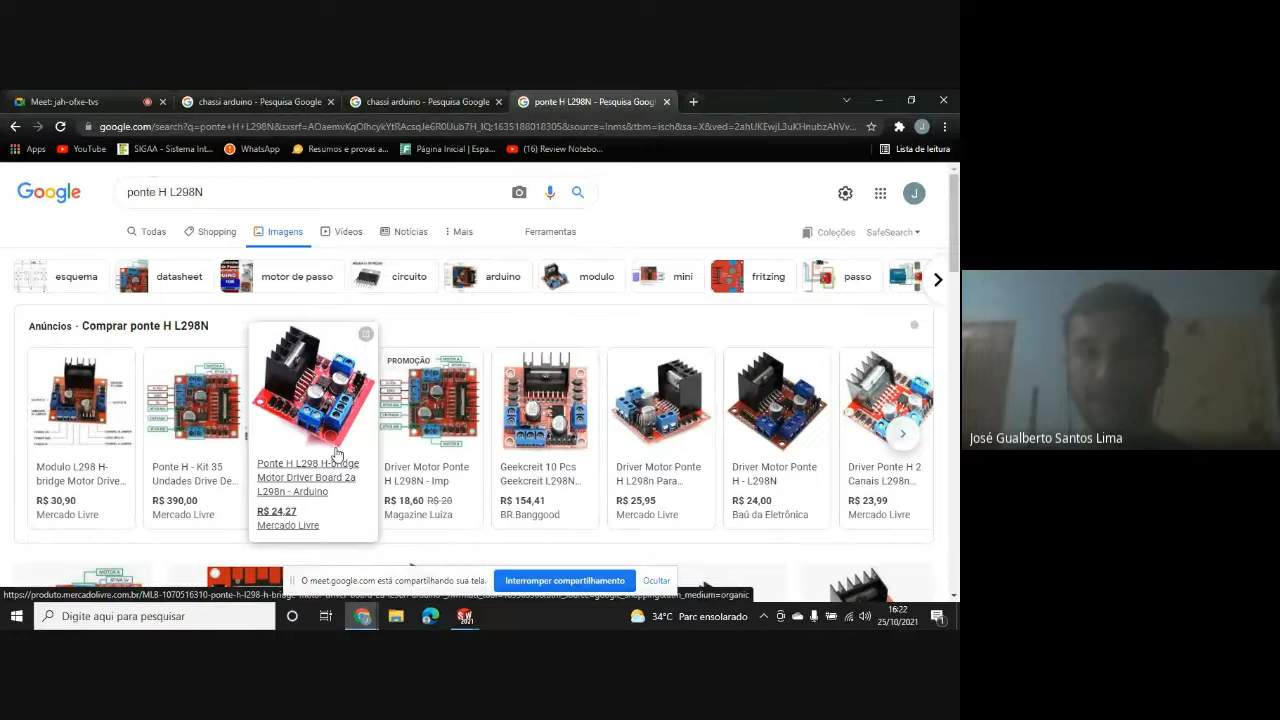 Meet: jah-ofxe-tvs
chassi arduino - Pesquisa Google
chassi arduino - Pesquisa Google
ponte H L298N - Pesquisa Goog
Apps
YouTube
SIGAA - Sistema Int...
WhatsApp
Resumos e provas a...
Página Inicial | Espa...
(16) Review Notebo...
Lista de leitura
Google
ponte H L298N
Todas
Shopping
Imagens
Vídeos
Notícias
Mais
Ferramentas
Coleções
SafeSearch
esquema
datasheet
motor de passo
circuito
arduino
modulo
mini
fritzing
passo
Anúncios · Comprar ponte H L298N
PROMOÇÃO
Modulo L298 H-
bridge Motor Drive...
R$ 30,90
Mercado Livre
Ponte H - Kit 35
Unidades Drive De...
R$ 390,00
Mercado Livre
Ponte H L298 H-bridge
Motor Driver Board 2a
L298n - Arduino
R$ 24,27
Mercado Livre
Driver Motor Ponte
H L298N - Imp
R$ 18,60 R$ 20
Magazine Luiza
Geekcreit 10 Pcs
Geekcreit L298N...
R$ 154,41
BR.Banggood
Driver Motor Ponte
H L298n Para...
R$ 25,95
Mercado Livre
Driver Motor Ponte
H - L298N
R$ 24,00
Baú da Eletrônica
Driver Ponte H 2
Canais L298n...
R$ 23,99
Mercado Livre
José Gualberto Santos Lima
O meet.google.com está compartilhando sua tela.
Interromper compartilhamento
Ocultar
Digite aqui para pesquisar
34°C Parc ensolarado
16:22
25/10/2021